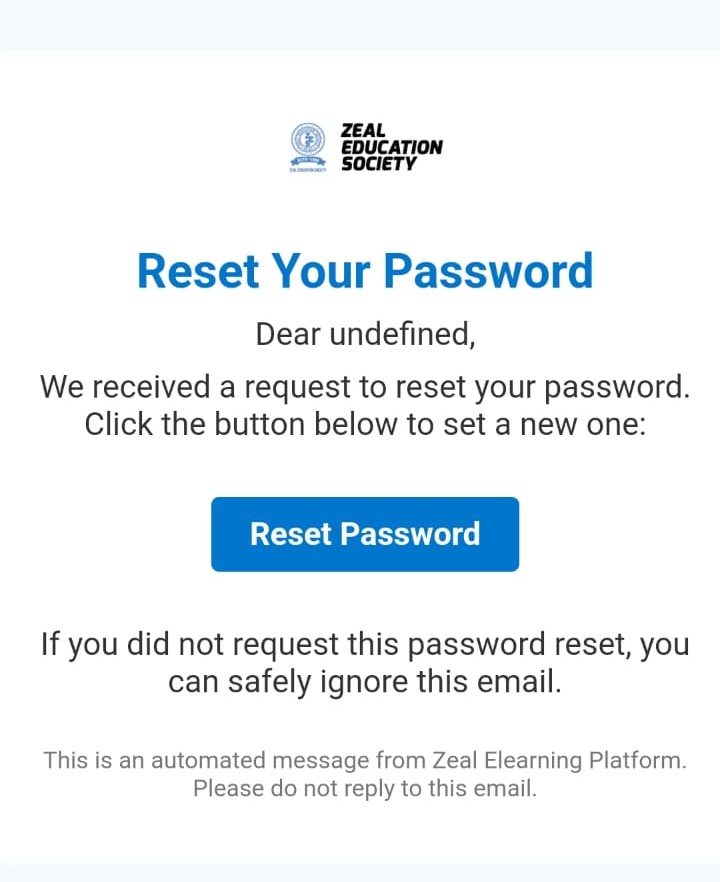 ZEAL
EDUCATION
SOCIETY
Reset Your Password
Dear undefined,
We received a request to reset your password.
Click the button below to set a new one:
Reset Password
If you did not request this password reset, you
can safely ignore this email.
This is an automated message from Zeal Elearning Platform.
Please do not reply to this email.